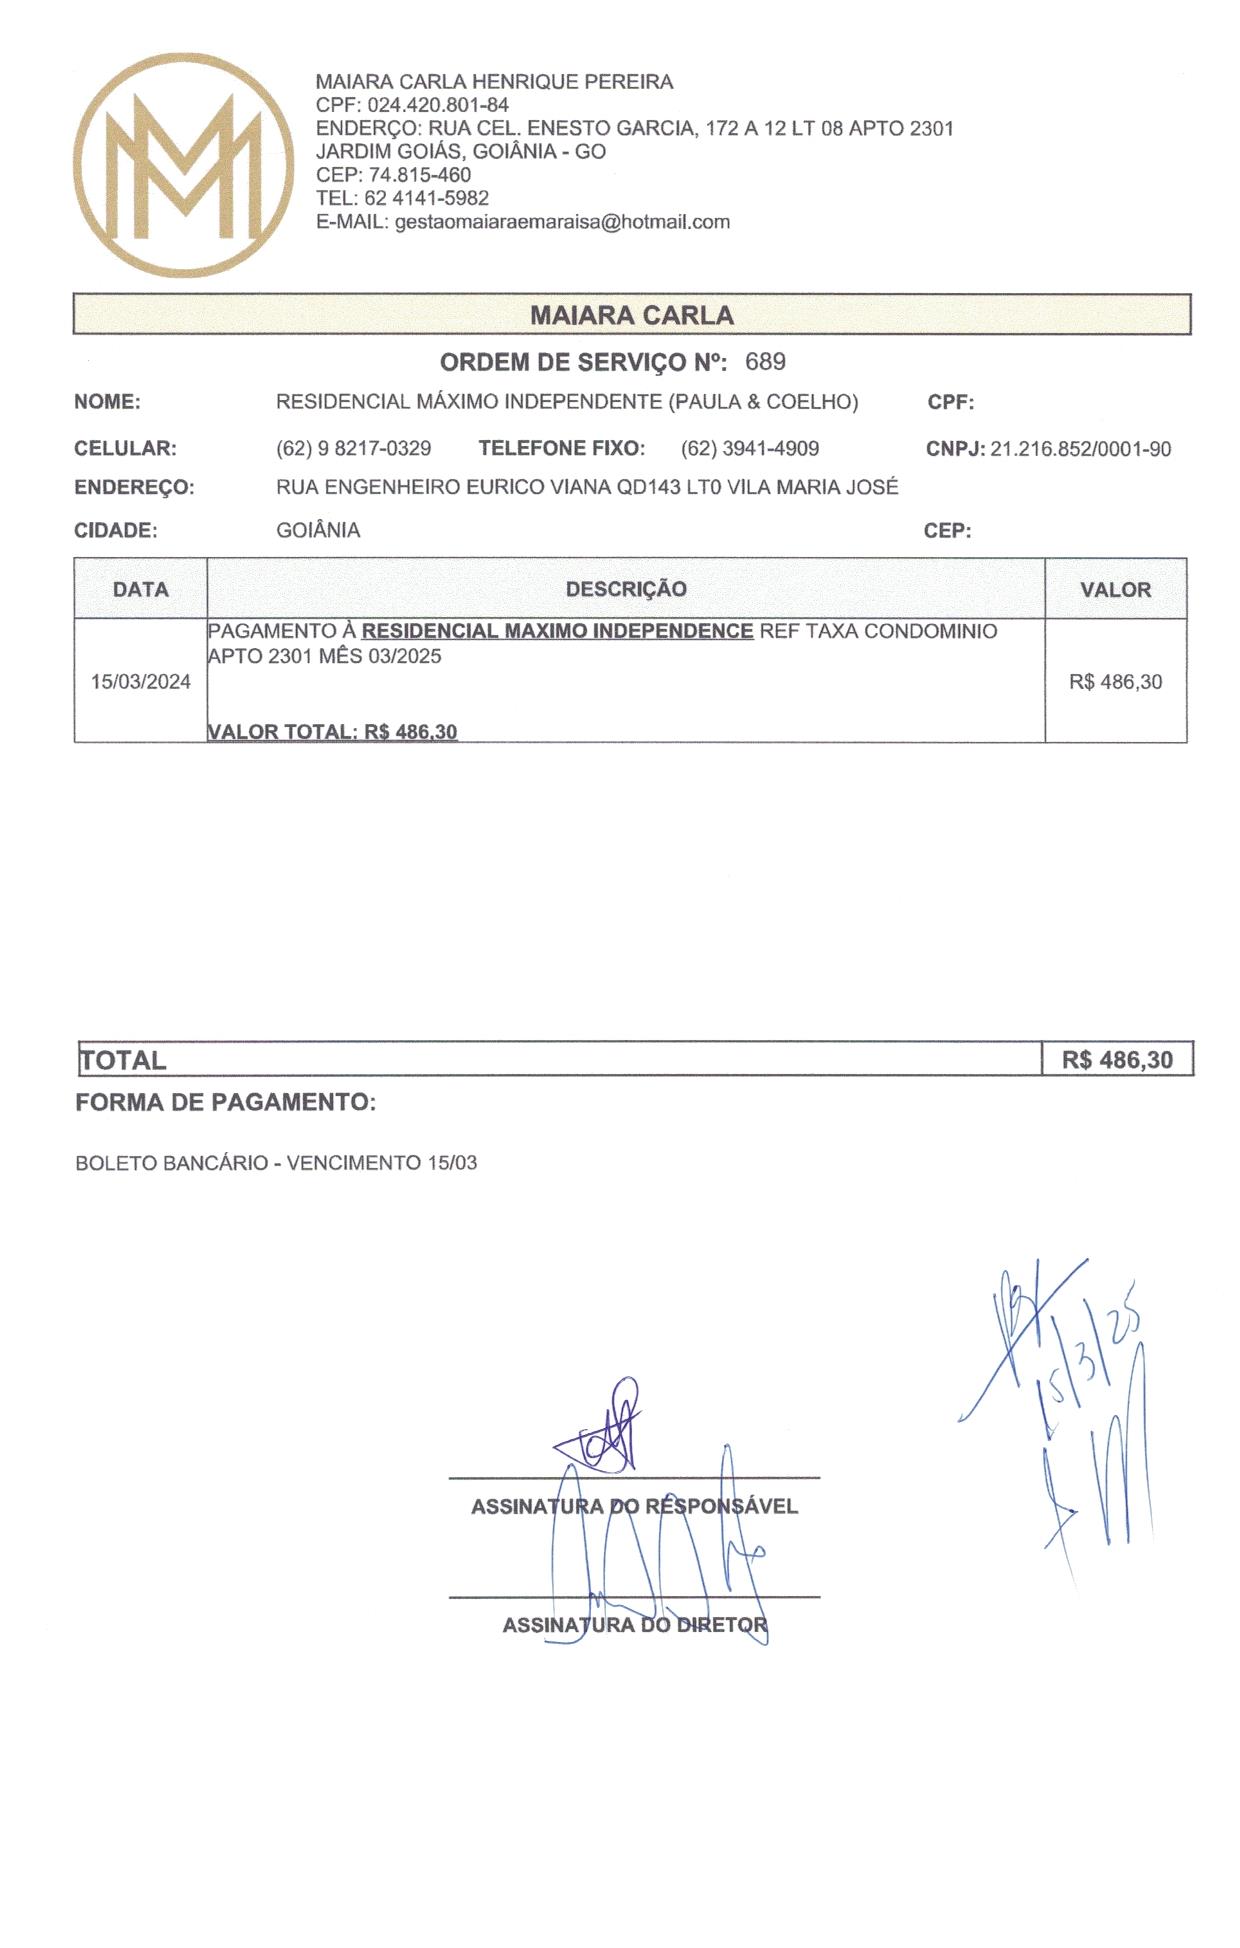 MAIARA CARLA HENRIQUE PEREIRA
CPF: 024.420.801-84
ENDERÇO: RUA CEL. ENESTO GARCIA, 172 A 12 LT 08 APTO 2301
JARDIM GOIÁS, GOIÂNIA - GO
CEP: 74.815-460
TEL: 62 4141-5982
E-MAIL: gestaomaiaraemaraisa@hotmail.com
MAIARA CARLA
ORDEM DE SERVIÇO Nº: 689
NOME: RESIDENCIAL MÁXIMO INDEPENDENTE (PAULA & COELHO) CPF:
CELULAR: (62) 9 8217-0329 TELEFONE FIXO: (62) 3941-4909 CNPJ: 21.216.852/0001-90
ENDEREÇO: RUA ENGENHEIRO EURICO VIANA QD143 LT0 VILA MARIA JOSÉ
CIDADE: GOIÂNIA CEP:
DATA DESCRIÇÃO VALOR
PAGAMENTO À RESIDENCIAL MAXIMO INDEPENDENCE REF TAXA CONDOMINIO
APTO 2301 MÊS 03/2025
15/03/2024 R$ 486,30
VALOR TOTAL: R$ 486,30
TOTAL R$ 486,30
FORMA DE PAGAMENTO:
BOLETO BANCÁRIO - VENCIMENTO 15/03
15/3/25
ASSINATURA DO RESPONSÁVEL
ASSINATURA DO DIRETOR